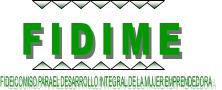 FIDIME
FIDEICOMISO PARA EL DESARROLLO INTEGRAL DE LA MUJER EMPRENDEDORA